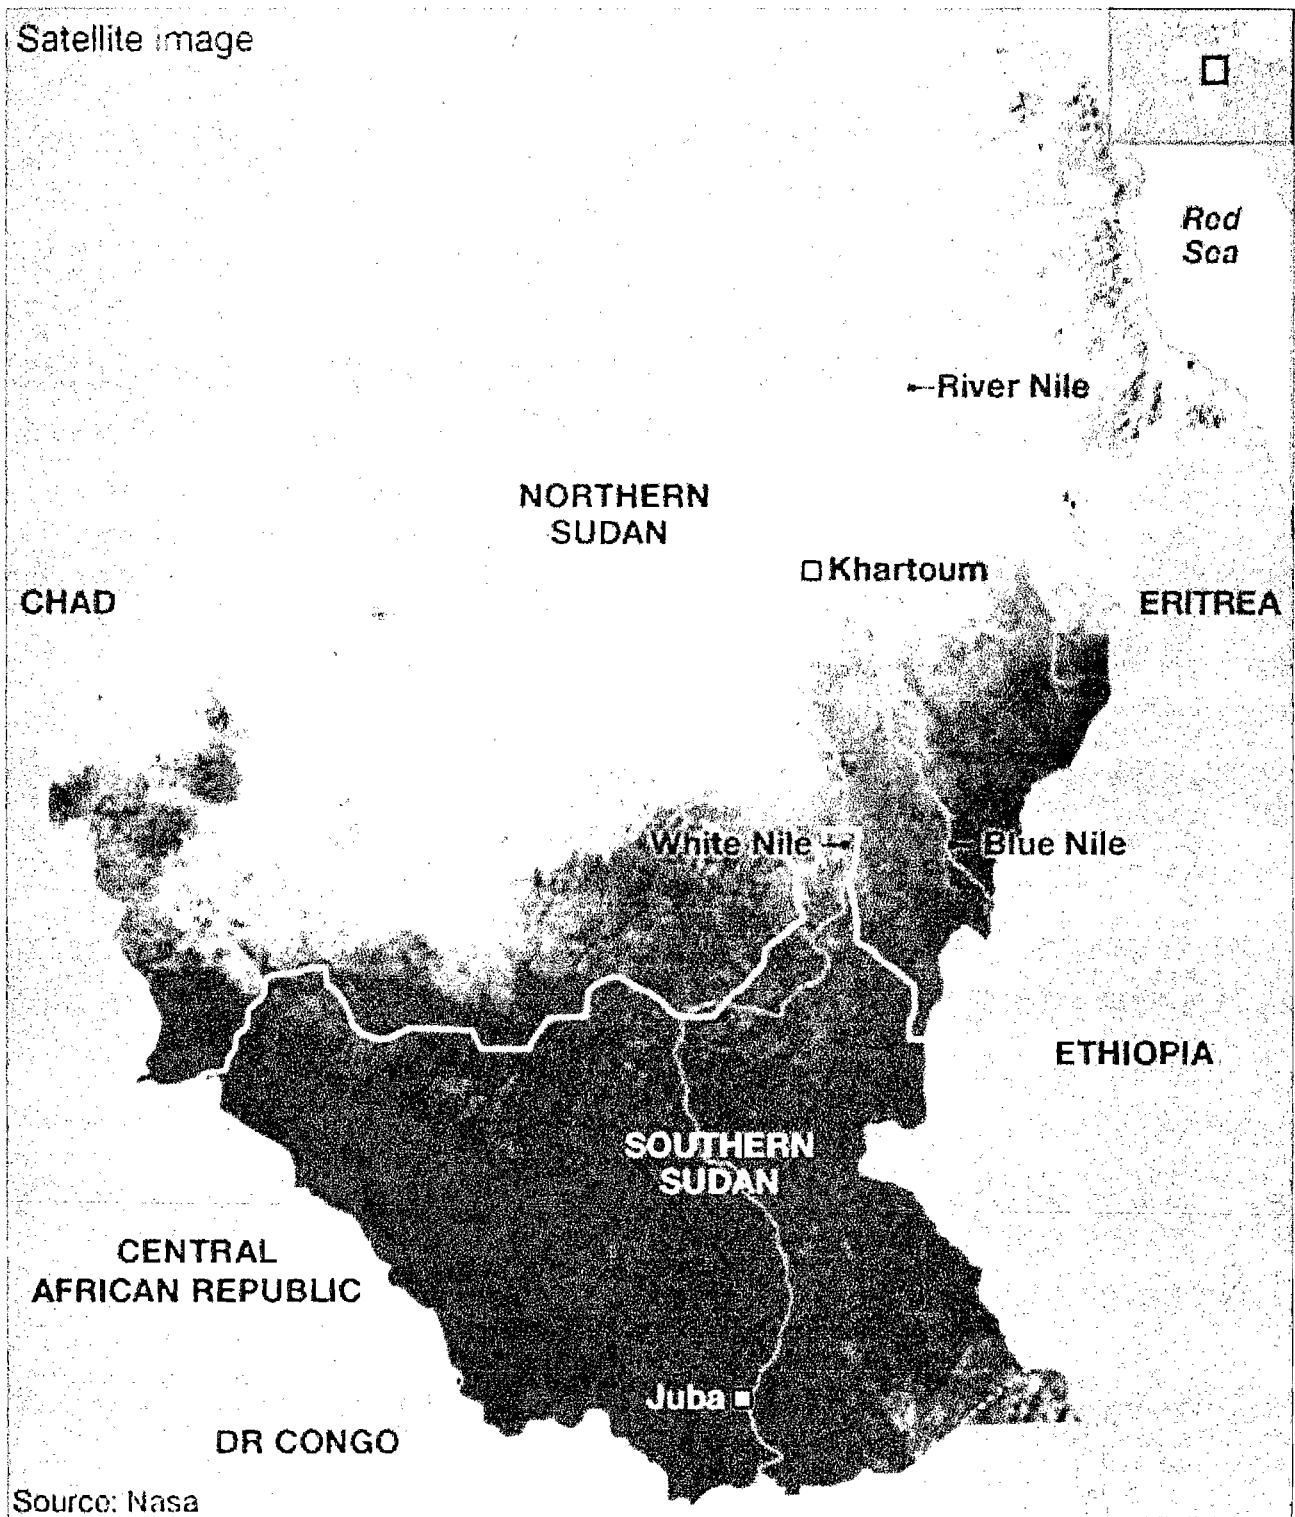 Satellite image
Red
Sea
River Nile
NORTHERN
SUDAN
Khartoum
CHAD
ERITREA
White Nile
Blue Nile
ETHIOPIA
SOUTHERN
SUDAN
CENTRAL
AFRICAN REPUBLIC
Juba
DR CONGO
Source: Nasa